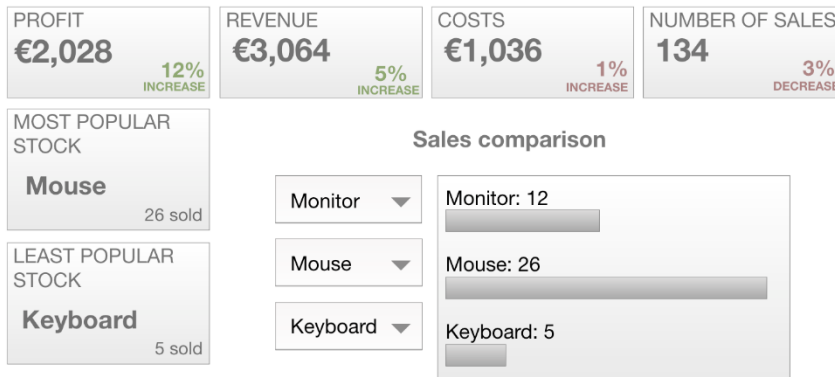 PROFIT
€2,028
12%
INCREASE
REVENUE
€3,064
5%
INCREASE
COSTS
€1,036
1%
INCREASE
NUMBER OF SALES
134
3%
DECREASE
MOST POPULAR
STOCK
Mouse
26 sold
LEAST POPULAR
STOCK
Keyboard
5 sold
Sales comparison
Monitor
Mouse
Keyboard
Monitor: 12
Mouse: 26
Keyboard: 5